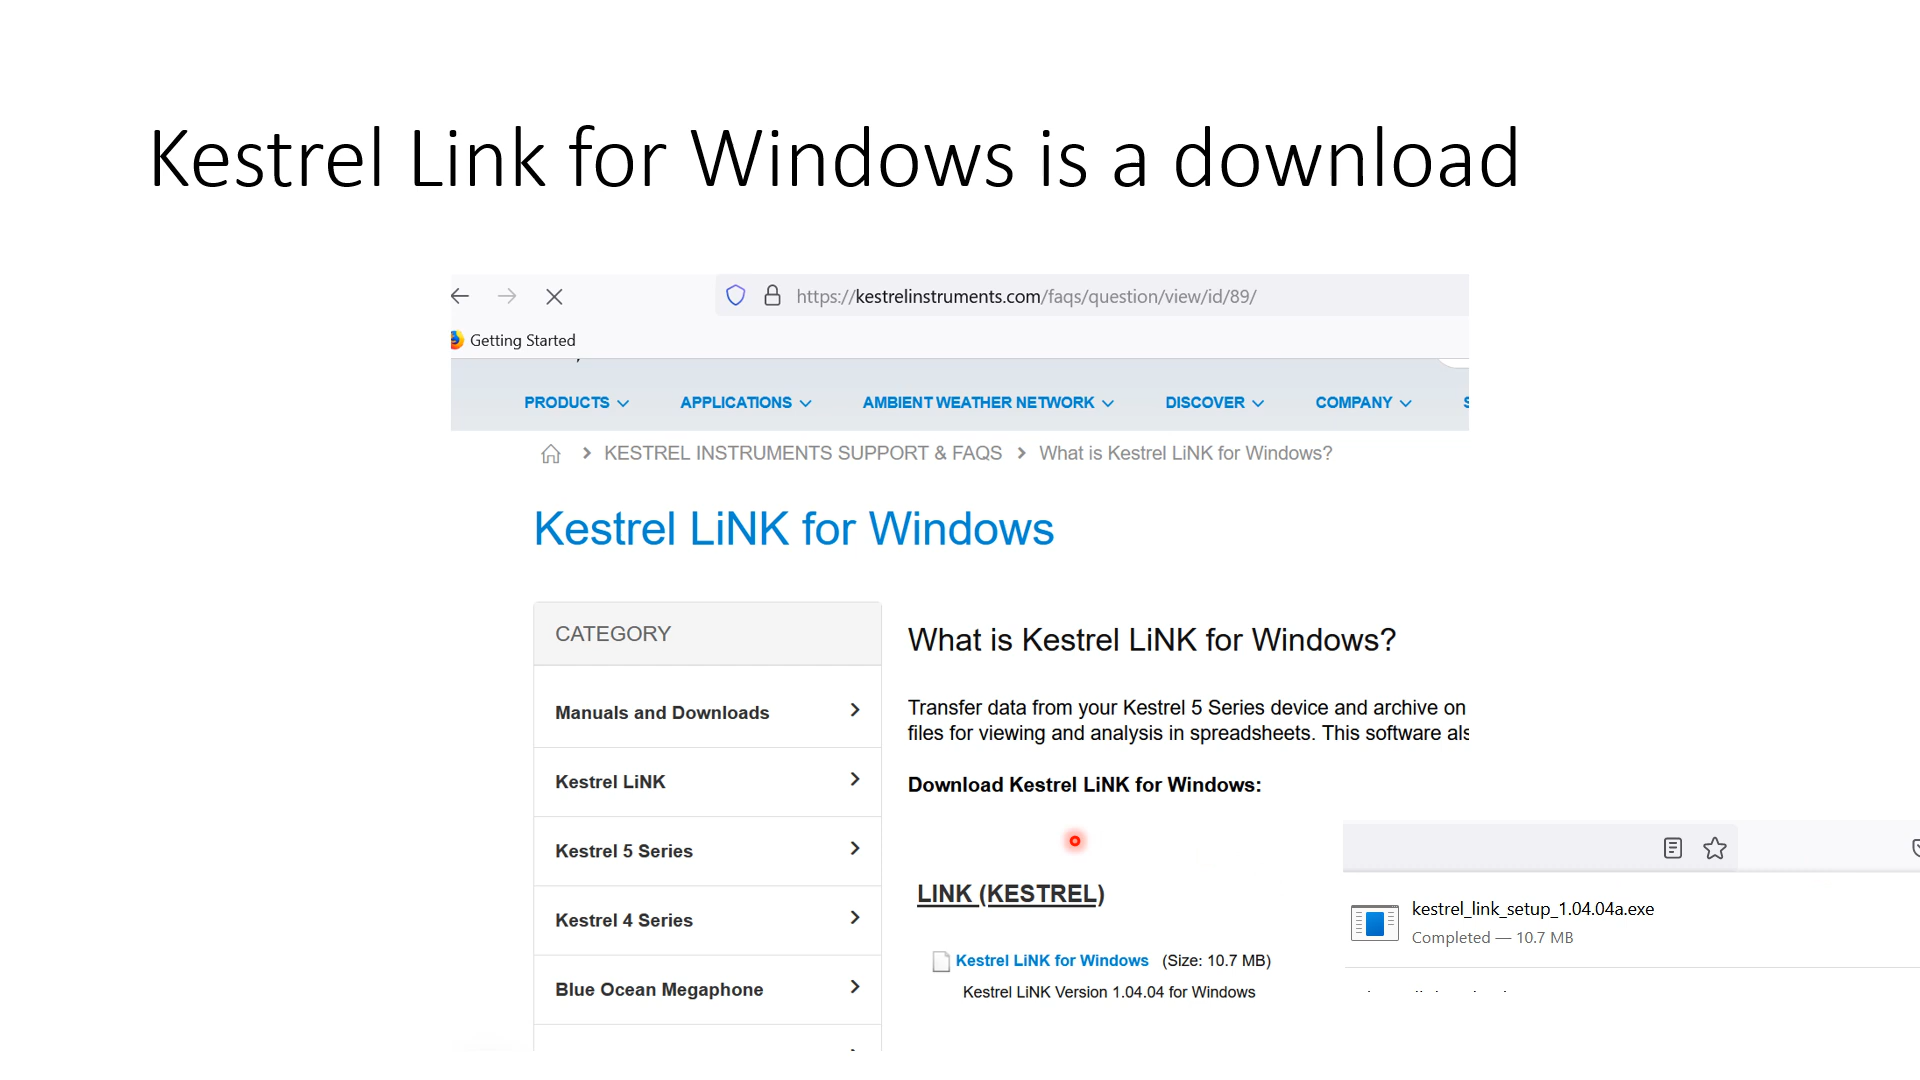 Kestrel Link for Windows is a download
https://kestrelinstruments.com/faqs/question/view/id/89/
Getting Started
PRODUCTS APPLICATIONS AMBIENT WEATHER NETWORK DISCOVER COMPANY
KESTREL INSTRUMENTS SUPPORT & FAQS > What is Kestrel LiNK for Windows?
Kestrel LiNK for Windows
CATEGORY
Manuals and Downloads
Kestrel LiNK
Kestrel 5 Series
Kestrel 4 Series
Blue Ocean Megaphone
What is Kestrel LiNK for Windows?
Transfer data from your Kestrel 5 Series device and archive on
files for viewing and analysis in spreadsheets. This software als
Download Kestrel LiNK for Windows:
LINK (KESTREL)
Kestrel LiNK for Windows (Size: 10.7 MB)
Kestrel LiNK Version 1.04.04 for Windows
kestrel_link_setup_1.04.04a.exe
Completed — 10.7 MB